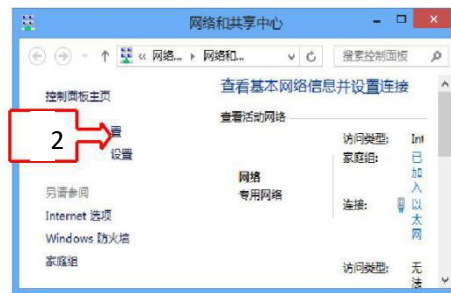 网络和共享中心
« 网络... ▸ 网络和...
搜索控制面板
控制面板主页
2
置
设置
另请参阅
Internet 选项
Windows 防火墙
家庭组
查看基本网络信息并设置连接
查看活动网络
网络
专用网络
访问类型: Int
家庭组: 已加入
连接: 以太网
访问类型: 无法